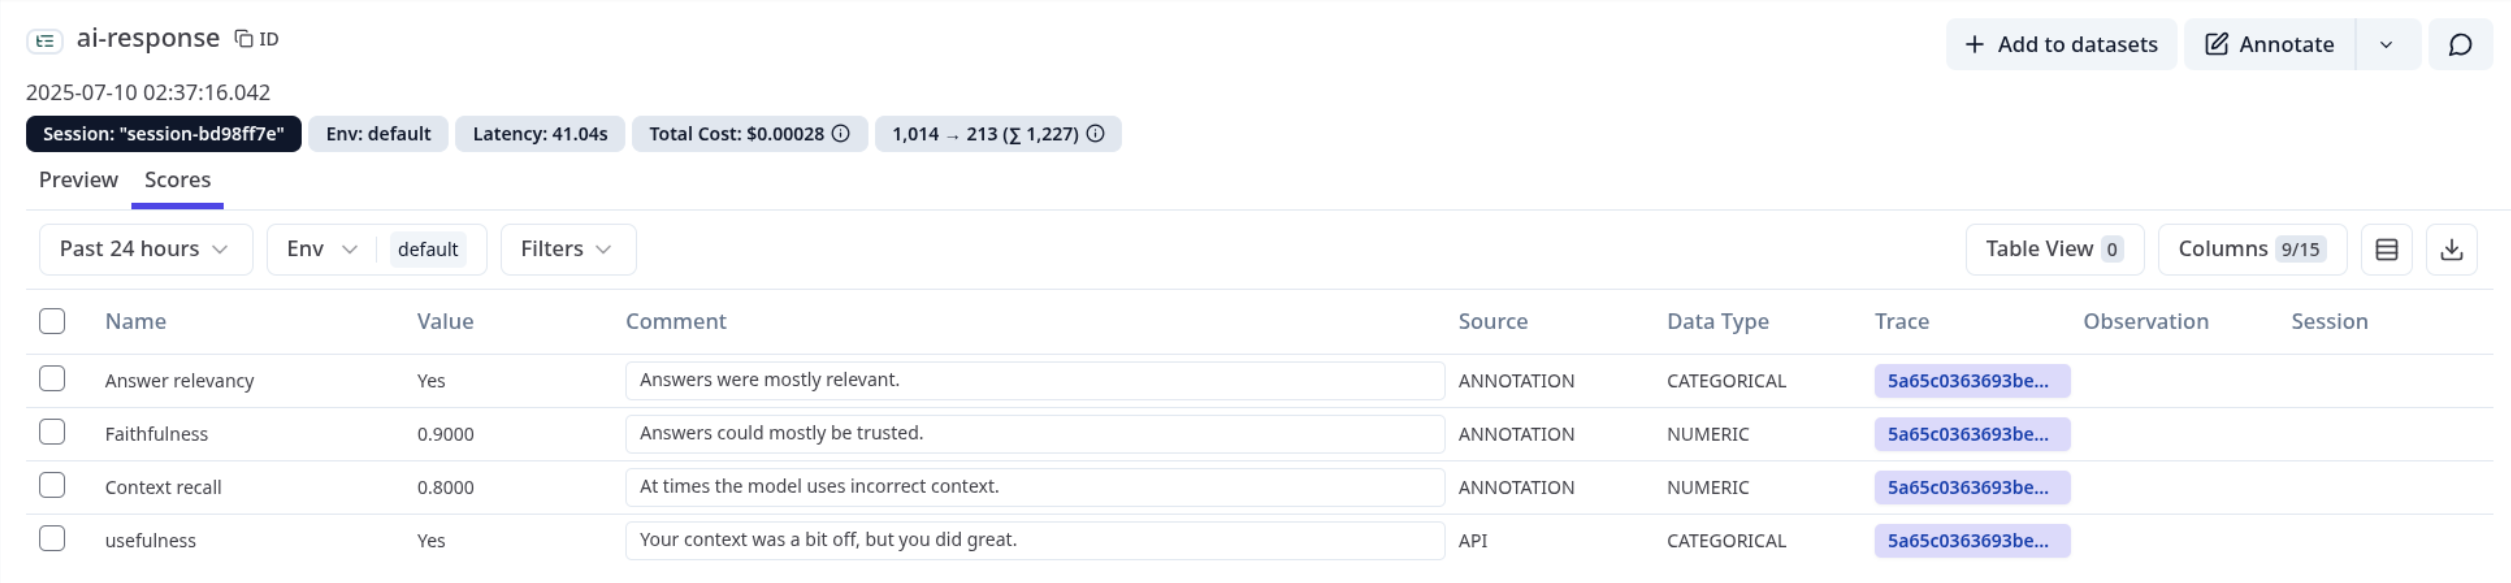 ai-response ID
Add to datasets Annotate
2025-07-10 02:37:16.042
Session: "session-bd98ff7e" Env: default Latency: 41.04s Total Cost: $0.00028 1,014 → 213 (∑ 1,227)
Preview Scores
Past 24 hours Env default Filters Table View 0 Columns 9/15
Name Value Comment Source Data Type Trace Observation Session
Answer relevancy Yes Answers were mostly relevant. ANNOTATION CATEGORICAL 5a65c0363693be...
Faithfulness 0.9000 Answers could mostly be trusted. ANNOTATION NUMERIC 5a65c0363693be...
Context recall 0.8000 At times the model uses incorrect context. ANNOTATION NUMERIC 5a65c0363693be...
usefulness Yes Your context was a bit off, but you did great. API CATEGORICAL 5a65c0363693be...